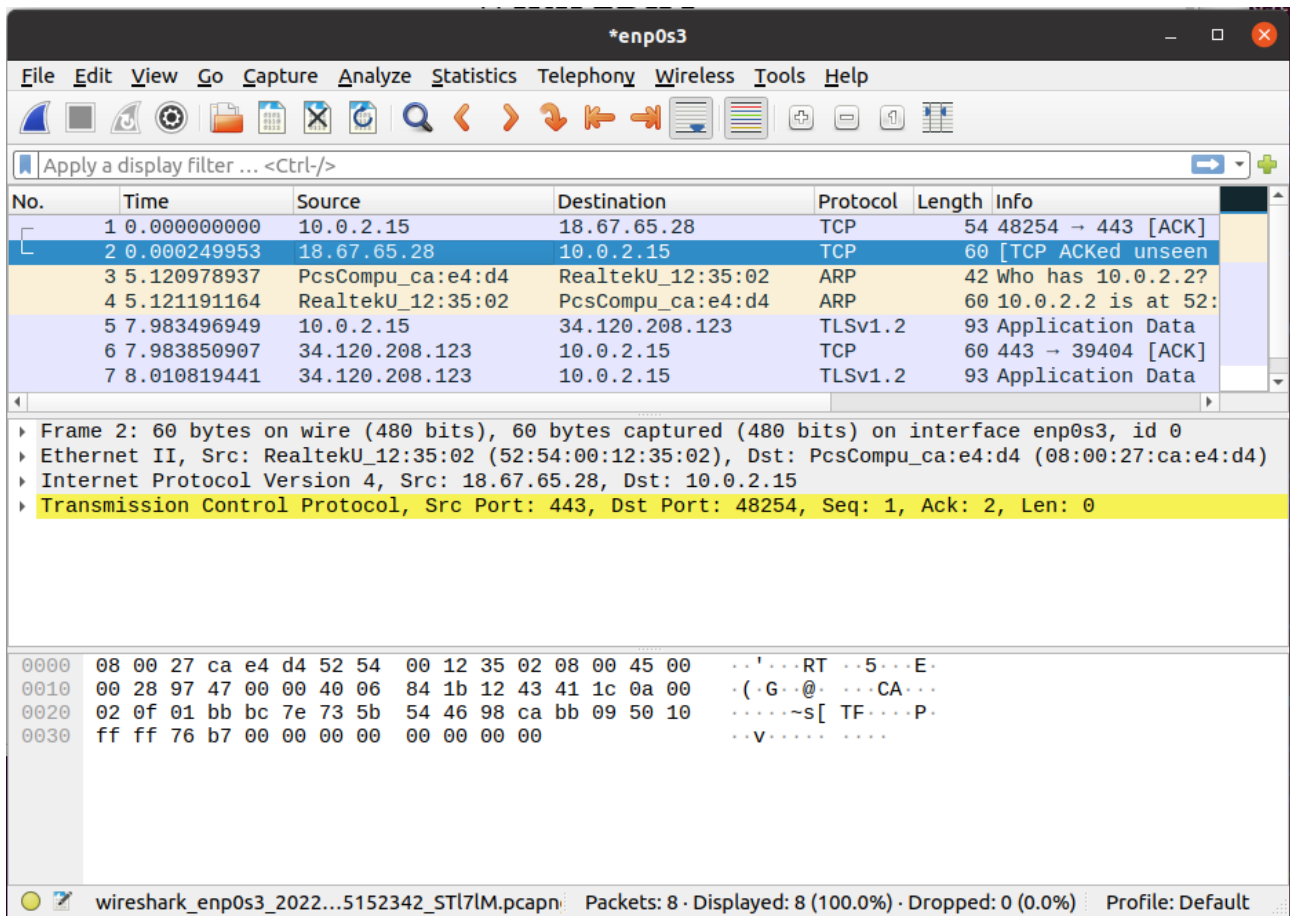 *enp0s3
File Edit View Go Capture Analyze Statistics Telephony Wireless Tools Help
Apply a display filter … <Ctrl-/>
No. Time Source Destination Protocol Length Info
1 0.000000000 10.0.2.15 18.67.65.28 TCP 54 48254 → 443 [ACK]
2 0.000249953 18.67.65.28 10.0.2.15 TCP 60 [TCP ACKed unseen
3 5.120978937 PcsCompu_ca:e4:d4 RealtekU_12:35:02 ARP 42 Who has 10.0.2.2?
4 5.121191164 RealtekU_12:35:02 PcsCompu_ca:e4:d4 ARP 60 10.0.2.2 is at 52:
5 7.983496949 10.0.2.15 34.120.208.123 TLSv1.2 93 Application Data
6 7.983850907 34.120.208.123 10.0.2.15 TCP 60 443 → 39404 [ACK]
7 8.010819441 34.120.208.123 10.0.2.15 TLSv1.2 93 Application Data
Frame 2: 60 bytes on wire (480 bits), 60 bytes captured (480 bits) on interface enp0s3, id 0
Ethernet II, Src: RealtekU_12:35:02 (52:54:00:12:35:02), Dst: PcsCompu_ca:e4:d4 (08:00:27:ca:e4:d4)
Internet Protocol Version 4, Src: 18.67.65.28, Dst: 10.0.2.15
Transmission Control Protocol, Src Port: 443, Dst Port: 48254, Seq: 1, Ack: 2, Len: 0
0000 08 00 27 ca e4 d4 52 54 00 12 35 02 08 00 45 00 ··'···RT ··5···E·
0010 00 28 97 47 00 00 40 06 84 1b 12 43 41 1c 0a 00 ·(·G··@· ···CA···
0020 02 0f 01 bb bc 7e 73 5b 54 46 98 ca bb 09 50 10 ·····~s[ TF····P·
0030 ff ff 76 b7 00 00 00 00 00 00 00 00 ··v····· ····
wireshark_enp0s3_2022…5152342_STl7lM.pcapn Packets: 8 · Displayed: 8 (100.0%) · Dropped: 0 (0.0%) Profile: Default